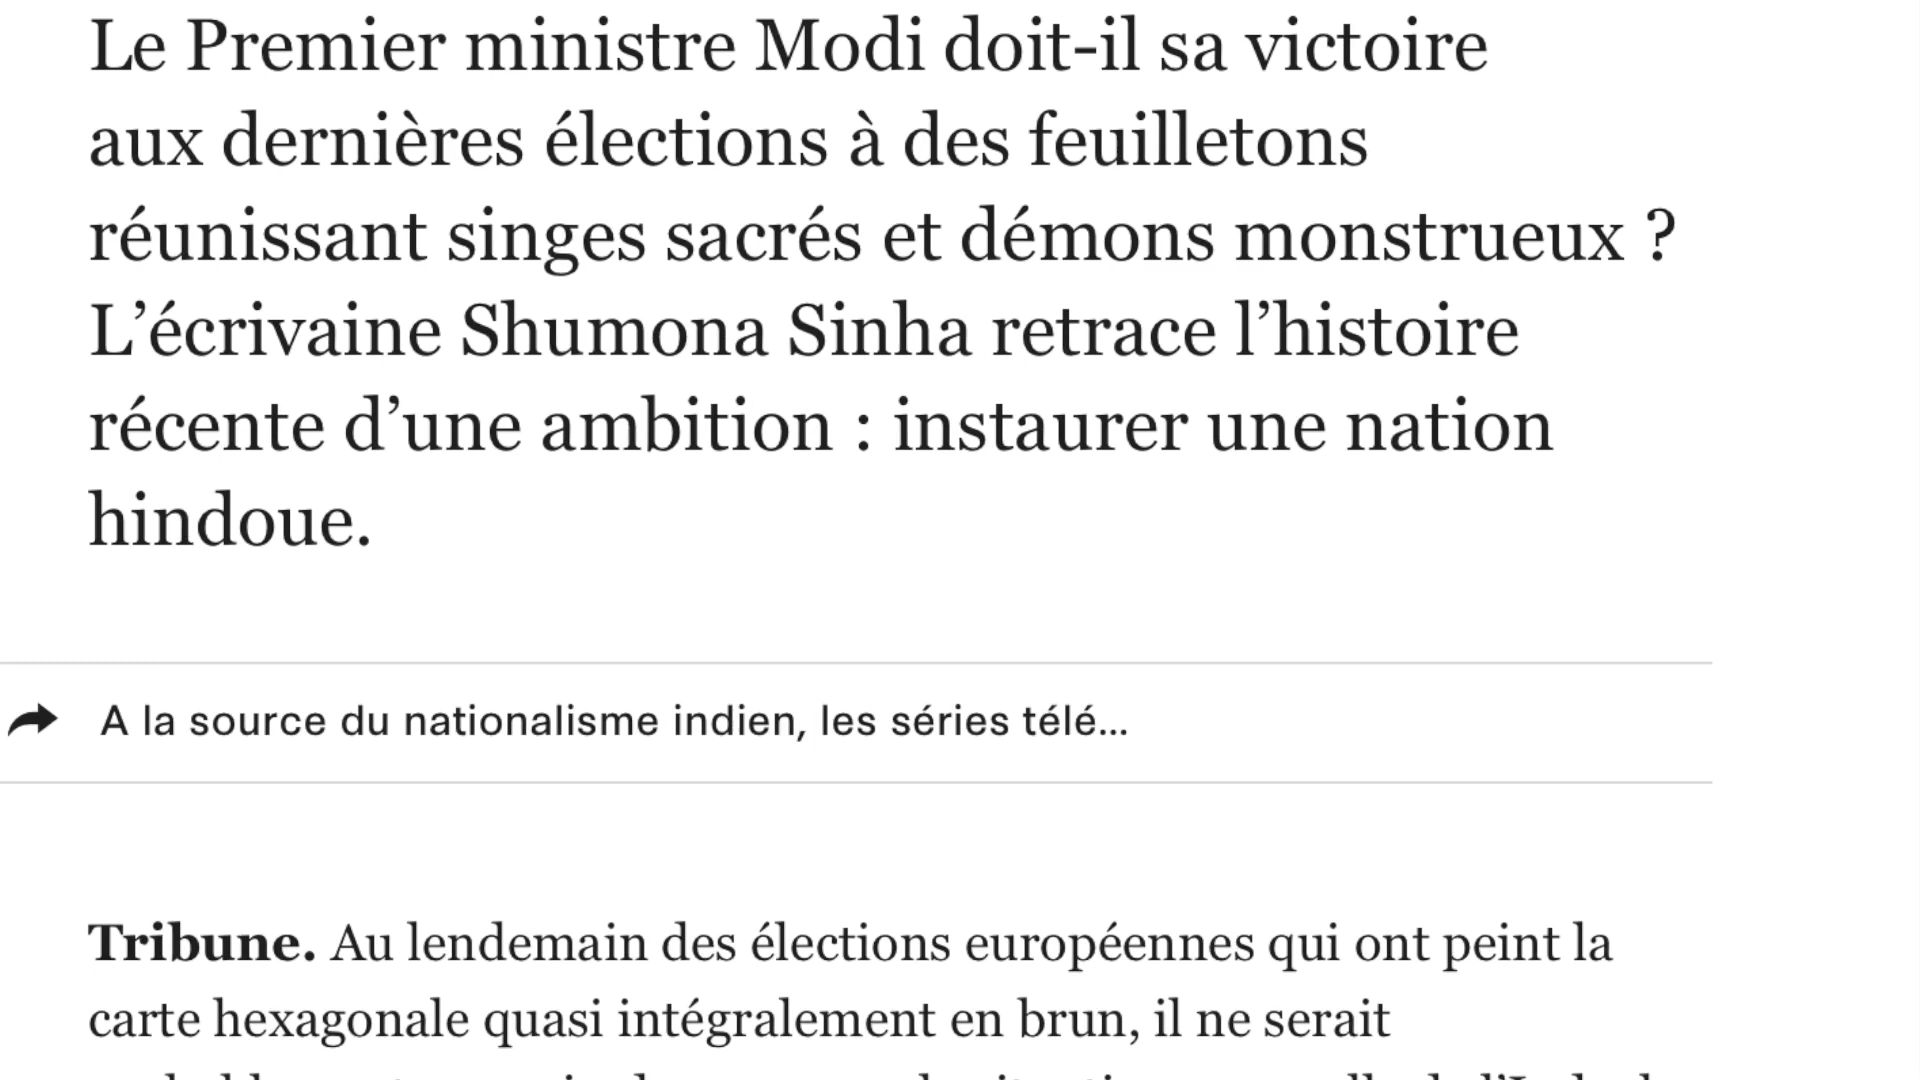 Le Premier ministre Modi doit-il sa victoire
aux dernières élections à des feuilletons
réunissant singes sacrés et démons monstrueux ?
L’écrivaine Shumona Sinha retrace l’histoire
récente d’une ambition : instaurer une nation
hindoue.
A la source du nationalisme indien, les séries télé...
Tribune. Au lendemain des élections européennes qui ont peint la
carte hexagonale quasi intégralement en brun, il ne serait